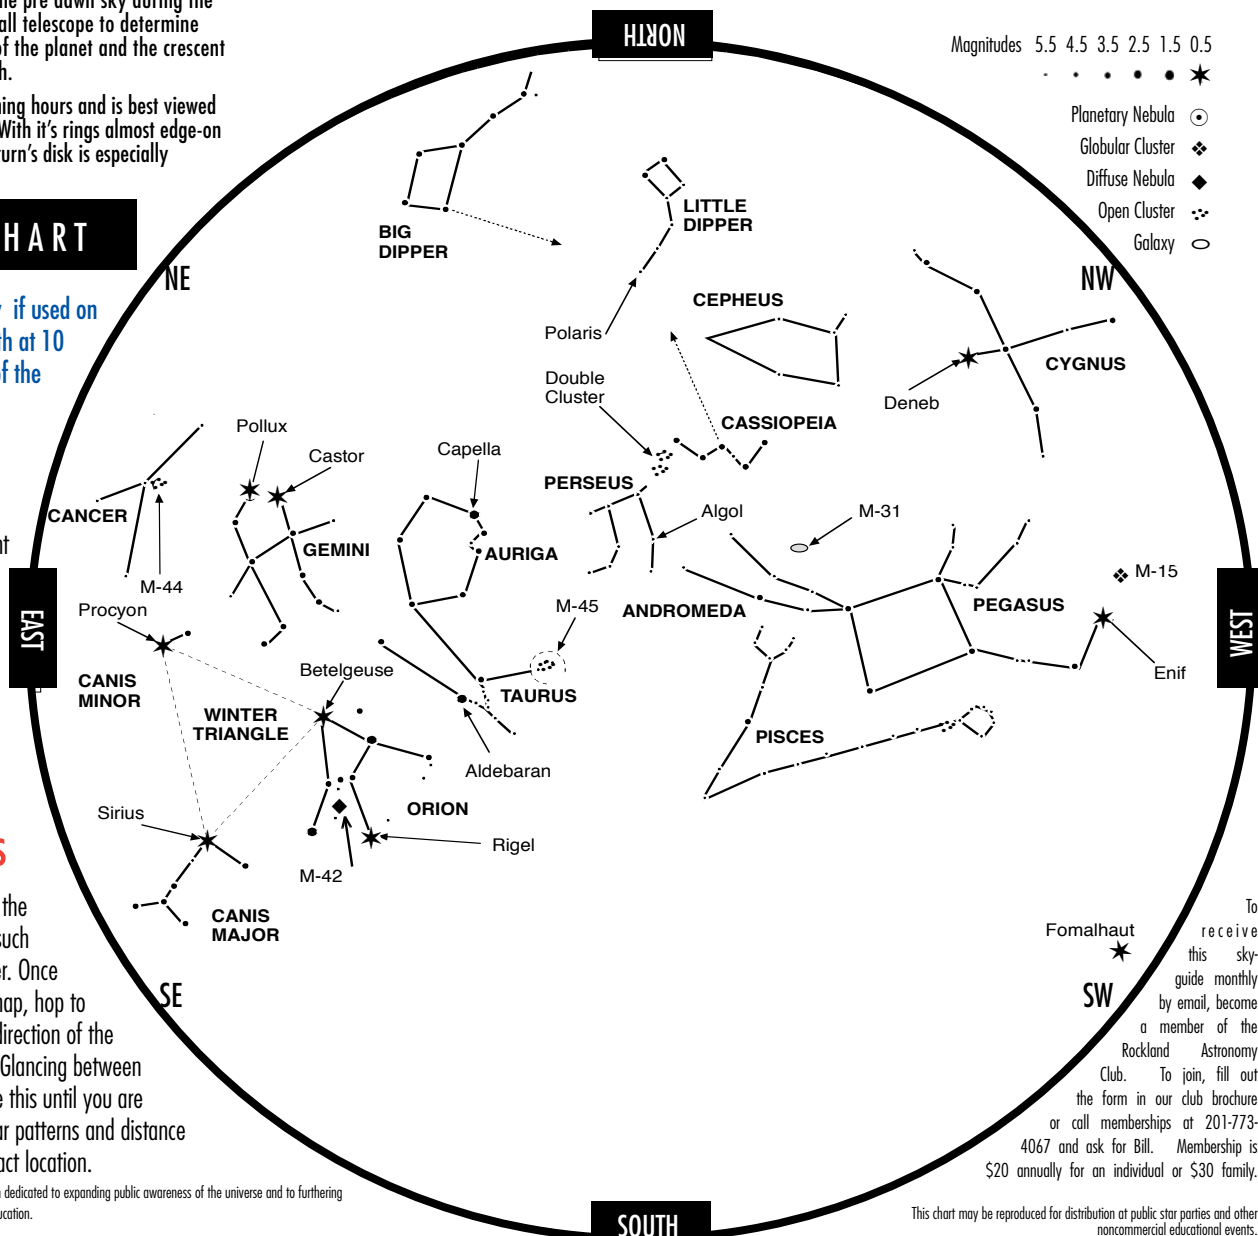 he pre dawn sky during the
all telescope to determine
of the planet and the crescent
h.
ning hours and is best viewed
With it's rings almost edge-on
urn's disk is especially
HART
if used on
th at 10
of the
NORTH
Magnitudes 5.5 4.5 3.5 2.5 1.5 0.5
Planetary Nebula
Globular Cluster
Diffuse Nebula
Open Cluster
Galaxy
NE
NW
BIG
DIPPER
LITTLE
DIPPER
CEPHEUS
Polaris
Double
Cluster
CYGNUS
Deneb
CASSIOPEIA
Pollux
Castor
Capella
PERSEUS
Algol
M-31
CANCER
GEMINI
AURIGA
M-44
M-15
EAST
WEST
Procyon
M-45
ANDROMEDA
PEGASUS
Enif
CANIS
MINOR
Betelgeuse
WINTER
TRIANGLE
TAURUS
PISCES
Aldebaran
Sirius
ORION
Rigel
M-42
CANIS
MAJOR
Fomalhaut
SE
SW
SOUTH
S
the
such
er. Once
map, hop to
direction of the
Glancing between
e this until you are
ar patterns and distance
act location.
n dedicated to expanding public awareness of the universe and to furthering
ucation.
To
receive
this sky-
guide monthly
by email, become
a member of the
Rockland Astronomy
Club. To join, fill out
the form in our club brochure
or call memberships at 201-773-
4067 and ask for Bill. Membership is
$20 annually for an individual or $30 family.
This chart may be reproduced for distribution at public star parties and other
noncommercial educational events.